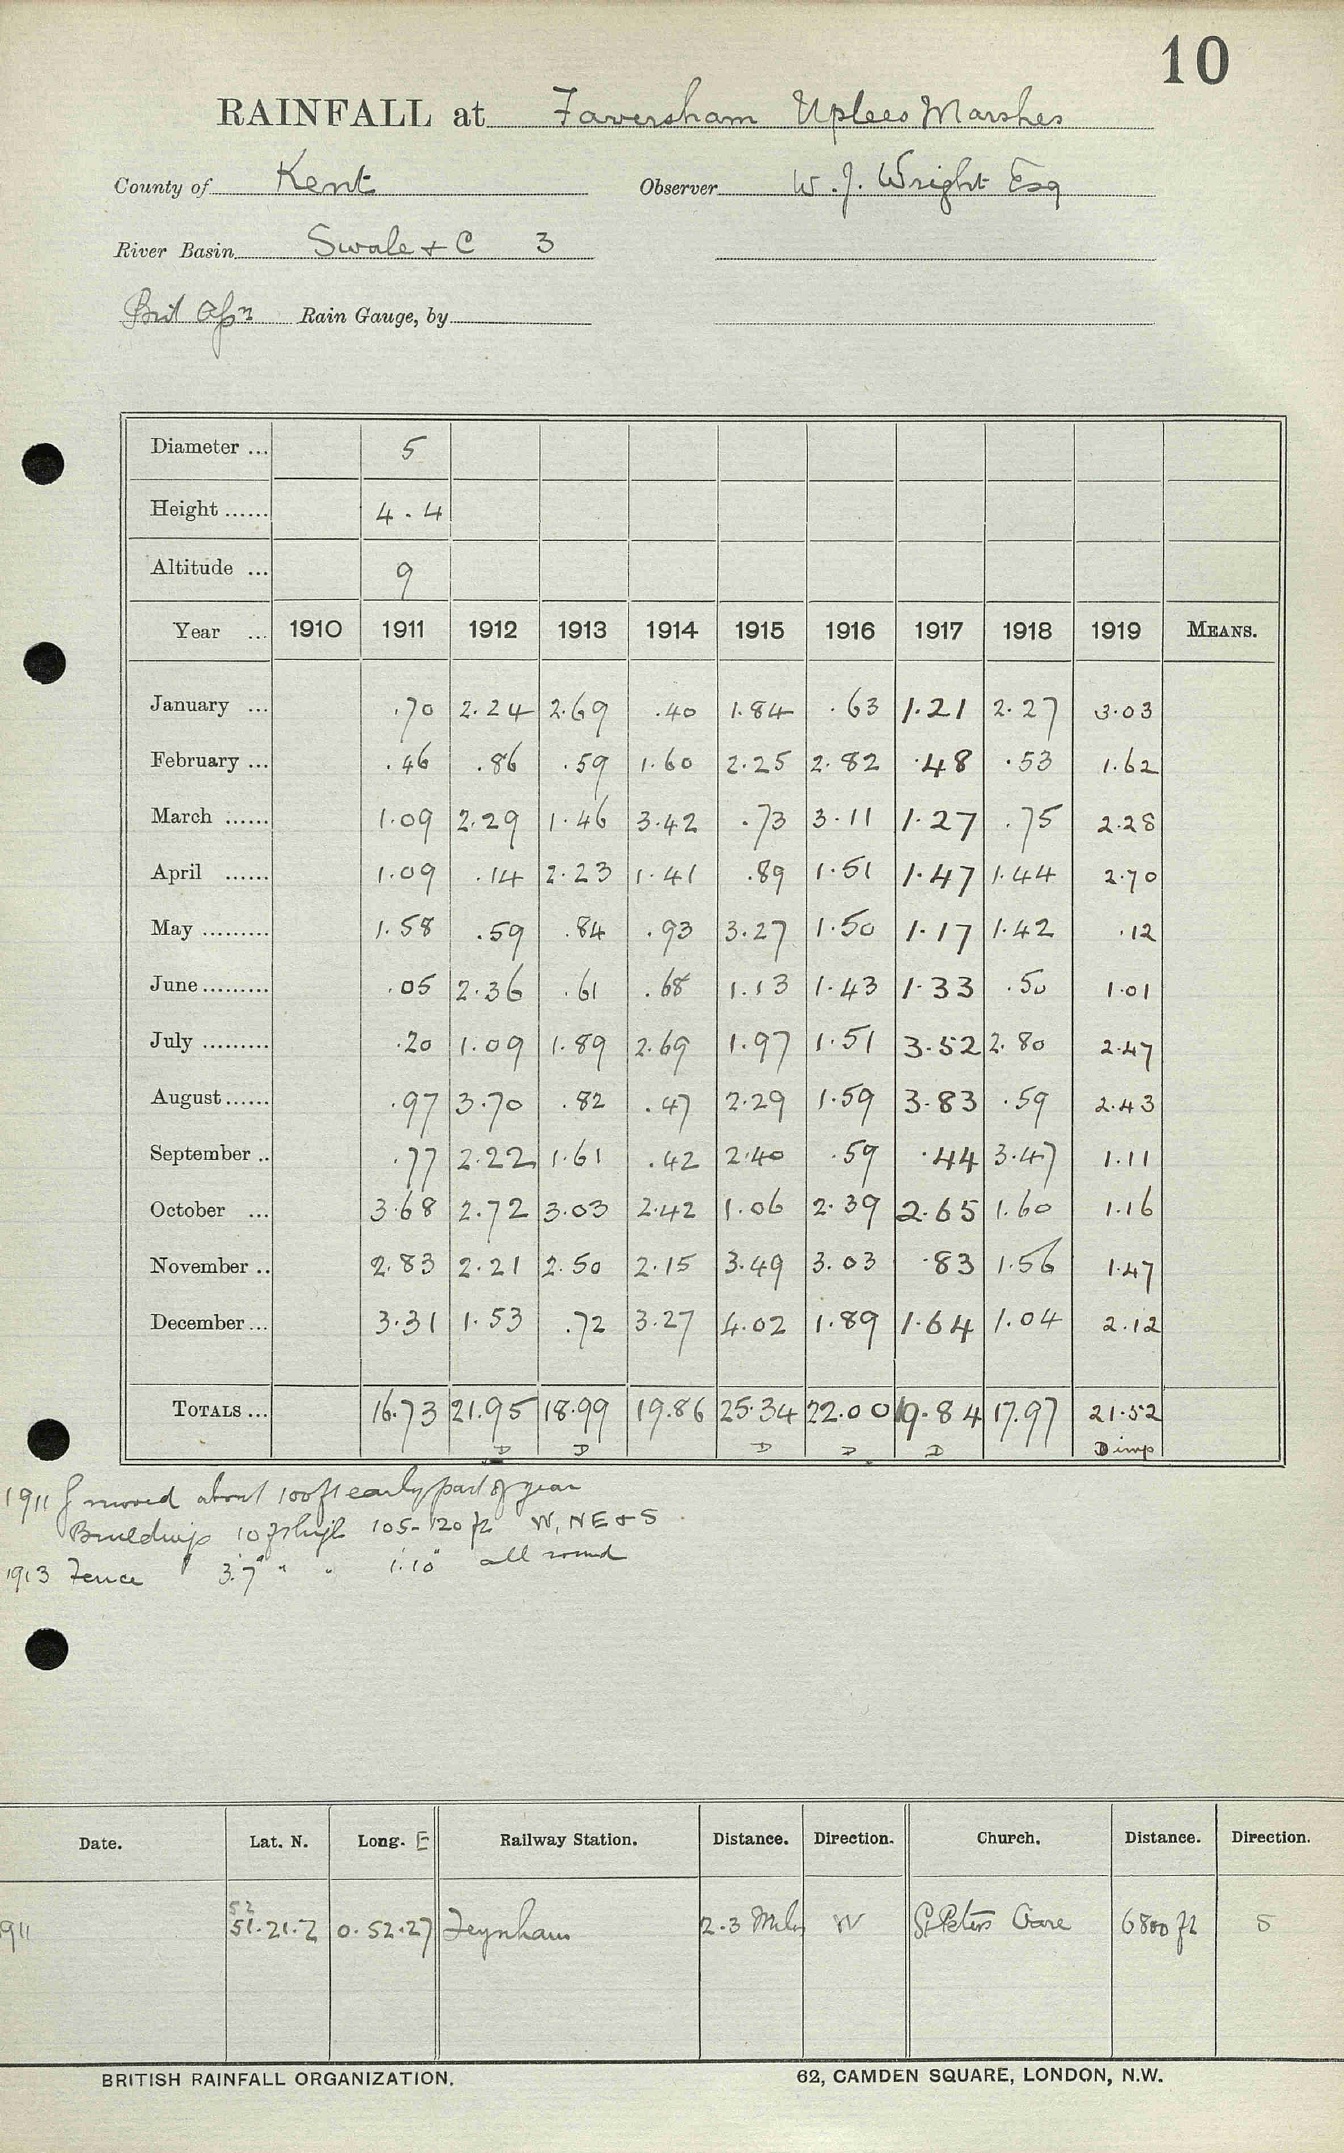 10
RAINFALL at Faversham Uplees Marshes
County of Kent Observer W. J. Wright Esq
River Basin Swale & C 3
Brit Assn Rain Gauge, by
Diameter ... 5
Height ...... 4.4
Altitude ... 9
Year ... 1910 1911 1912 1913 1914 1915 1916 1917 1918 1919 MEANS.
January ... .70 2.24 2.69 .40 1.84 .63 1.21 2.27 3.03
February ... .46 .86 .59 1.60 2.25 2.82 .48 .53 1.62
March ...... 1.09 2.29 1.46 3.42 .73 3.11 1.27 .75 2.28
April ...... 1.09 .14 2.23 1.41 .89 1.51 1.47 1.44 2.70
May ......... 1.58 .59 .84 .93 3.27 1.50 1.17 1.42 .12
June ......... .05 2.36 .61 .68 1.13 1.43 1.33 .50 1.01
July ......... .20 1.09 1.89 2.69 1.97 1.51 3.52 2.80 2.47
August ...... .97 3.70 .82 .47 2.29 1.59 3.83 .59 2.43
September .. .77 2.22 1.61 .42 2.40 .59 .44 3.47 1.11
October ... 3.68 2.72 3.03 2.42 1.06 2.39 2.65 1.60 1.16
November .. 2.83 2.21 2.50 2.15 3.49 3.03 .83 1.56 1.47
December ... 3.31 1.53 .72 3.27 4.02 1.89 1.64 1.04 2.12
TOTALS ... 16.73 21.95 18.99 19.86 25.34 22.00 19.84 17.97 21.52
D D D D D D imp
1911 G moved about 100 ft early part of year
Buildings 10 ft high 105-120 ft W, NE & S
1913 Fence 3'.7" " " 1'.10" all round
Date. Lat. N. Long. E Railway Station. Distance. Direction. Church. Distance. Direction.
52
911 51.21.2 0.52.27 Teynham 2.3 Miles W St Peters Oare 6800 ft S
BRITISH RAINFALL ORGANIZATION. 62, CAMDEN SQUARE, LONDON, N.W.